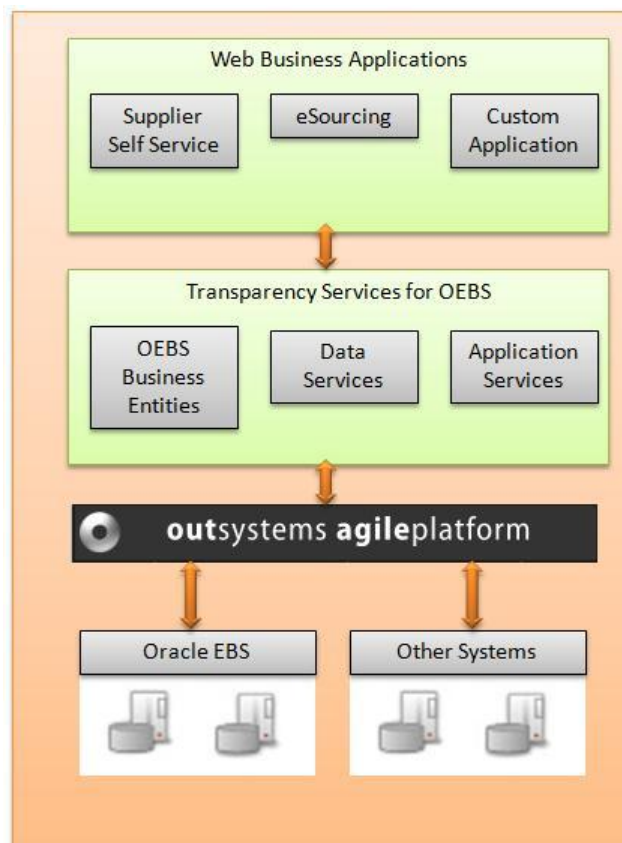 Web Business Applications
Supplier
Self Service
eSourcing
Custom
Application
Transparency Services for OEBS
OEBS
Business
Entities
Data
Services
Application
Services
outsystems agileplatform
Oracle EBS
Other Systems